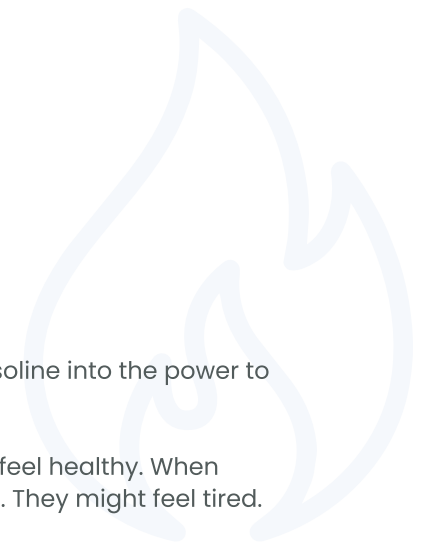 soline into the power to
feel healthy. When
. They might feel tired.